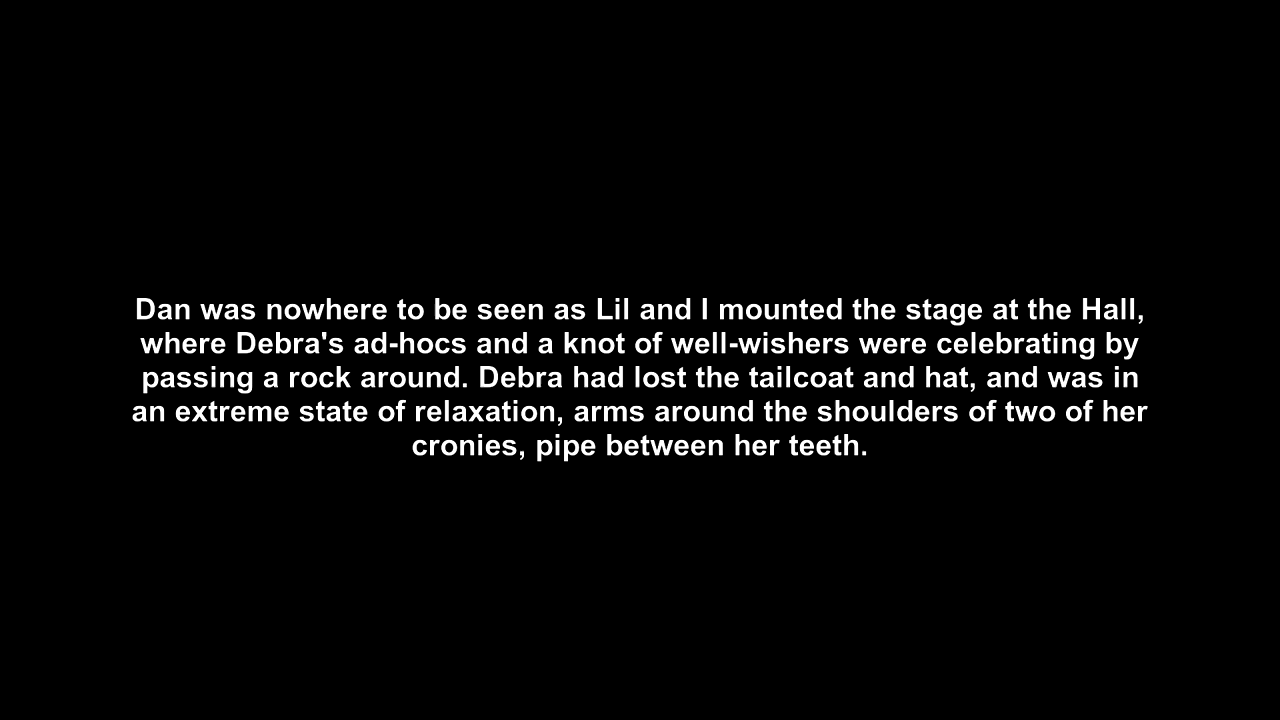 Dan was nowhere to be seen as Lil and I mounted the stage at the Hall,
where Debra's ad-hocs and a knot of well-wishers were celebrating by
passing a rock around. Debra had lost the tailcoat and hat, and was in
an extreme state of relaxation, arms around the shoulders of two of her
cronies, pipe between her teeth.